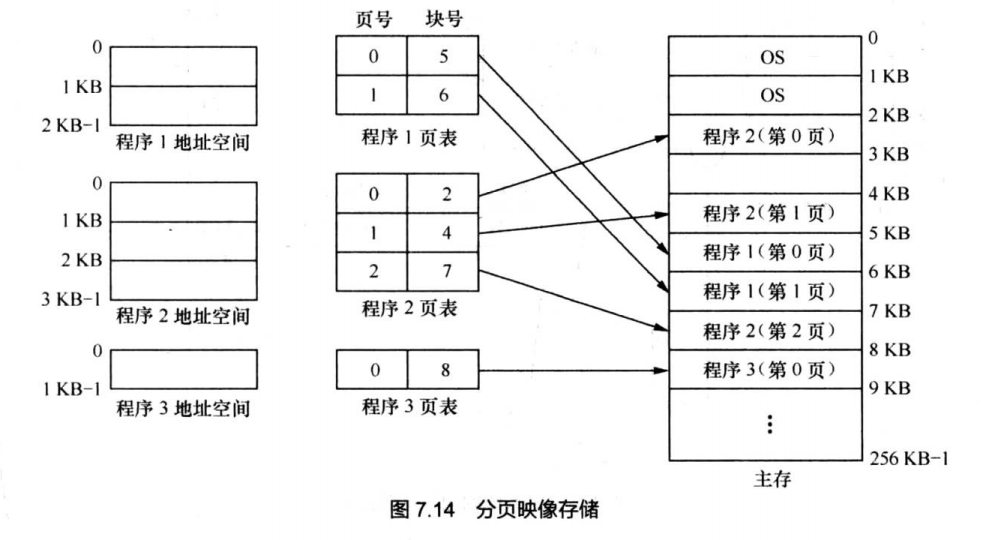 页号 块号
0
1 KB
2 KB-1
程序 1 地址空间
0 5
1 6
程序 1 页表
0
1 KB
2 KB
3 KB-1
程序 2 地址空间
0 2
1 4
2 7
程序 2 页表
0
1 KB-1
程序 3 地址空间
0 8
程序 3 页表
0
OS
1 KB
OS
2 KB
程序 2(第 0 页)
3 KB
4 KB
程序 2(第 1 页)
5 KB
程序 1(第 0 页)
6 KB
程序 1(第 1 页)
7 KB
程序 2(第 2 页)
8 KB
程序 3(第 0 页)
9 KB
⋮
256 KB-1
主存
图 7.14 分页映像存储